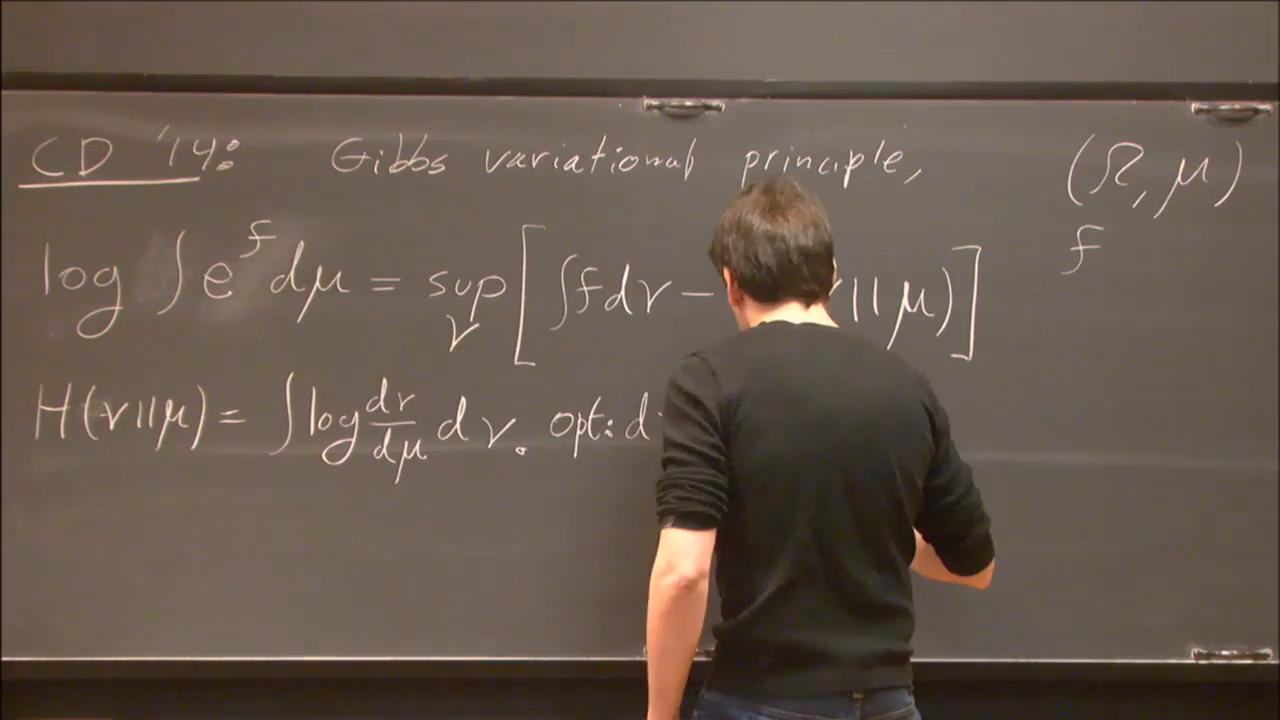 CD '14: Gibbs variational principle, (Ω, μ)
f
log ∫ e^f dμ = sup_ν [ ∫ f dν − ν || μ) ]
H(ν || μ) = ∫ log dν/dμ dν. opt: d